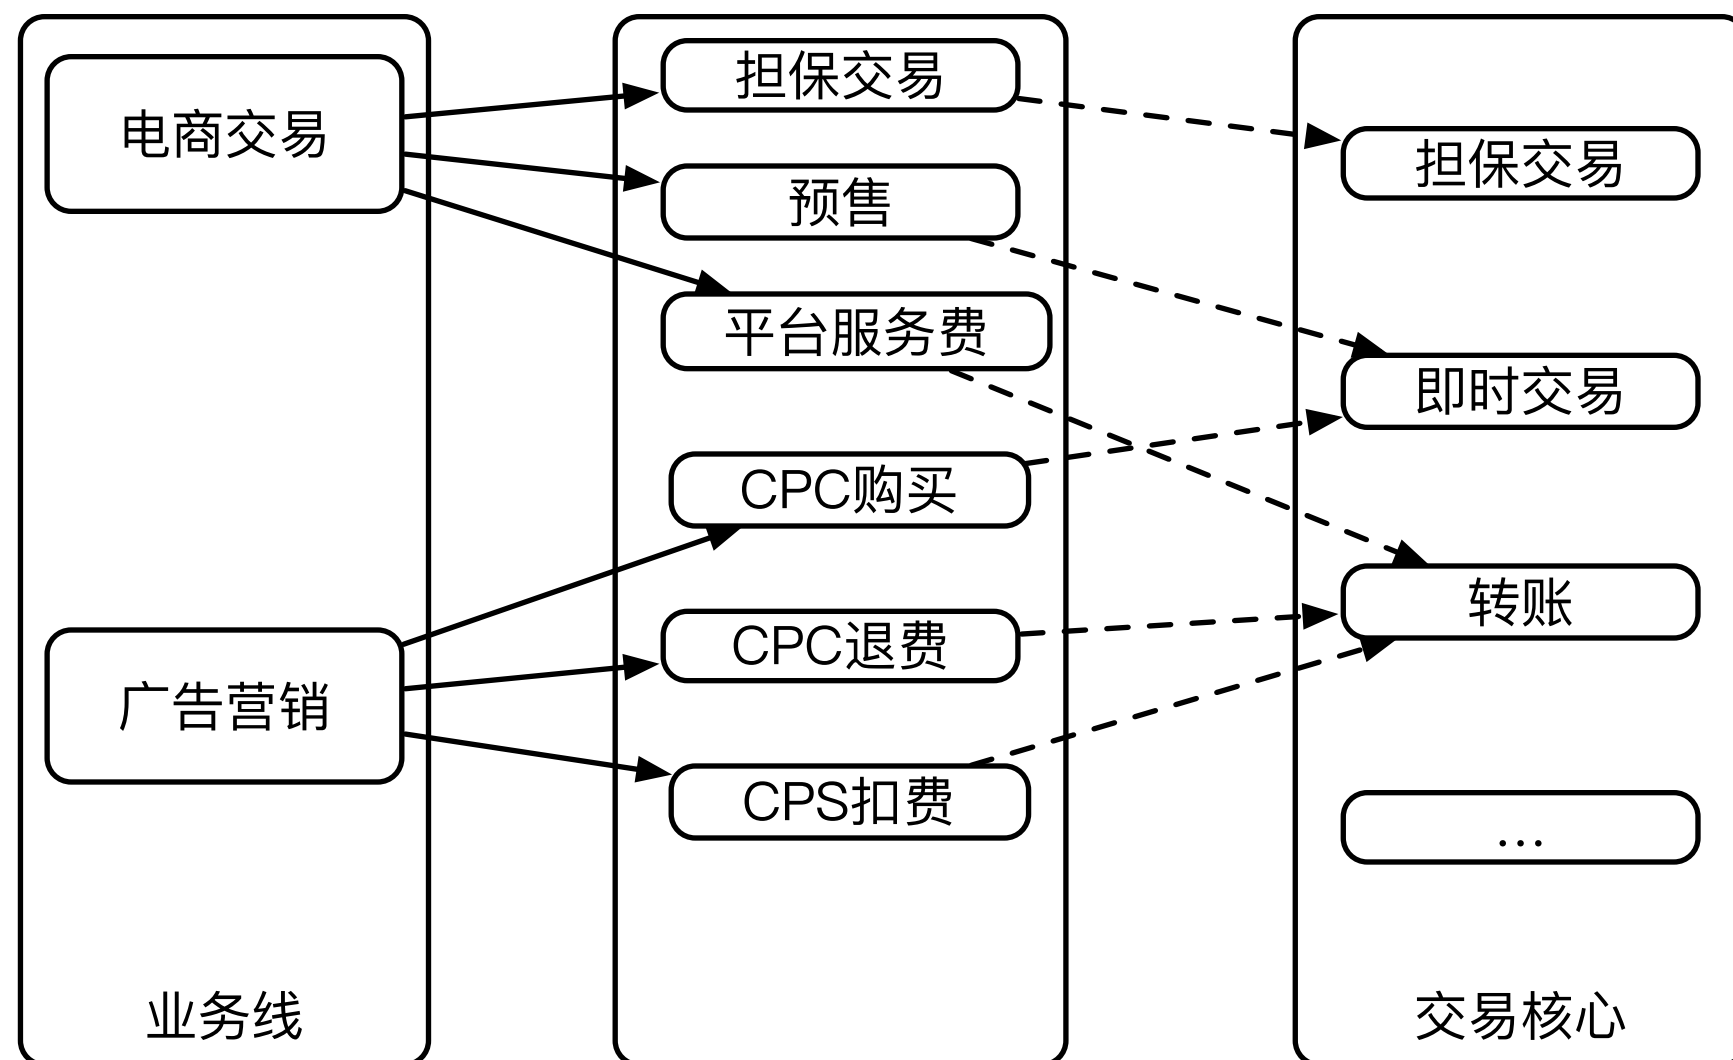 电商交易
广告营销
业务线
担保交易
预售
平台服务费
CPC购买
CPC退费
CPS扣费
担保交易
即时交易
转账
...
交易核心